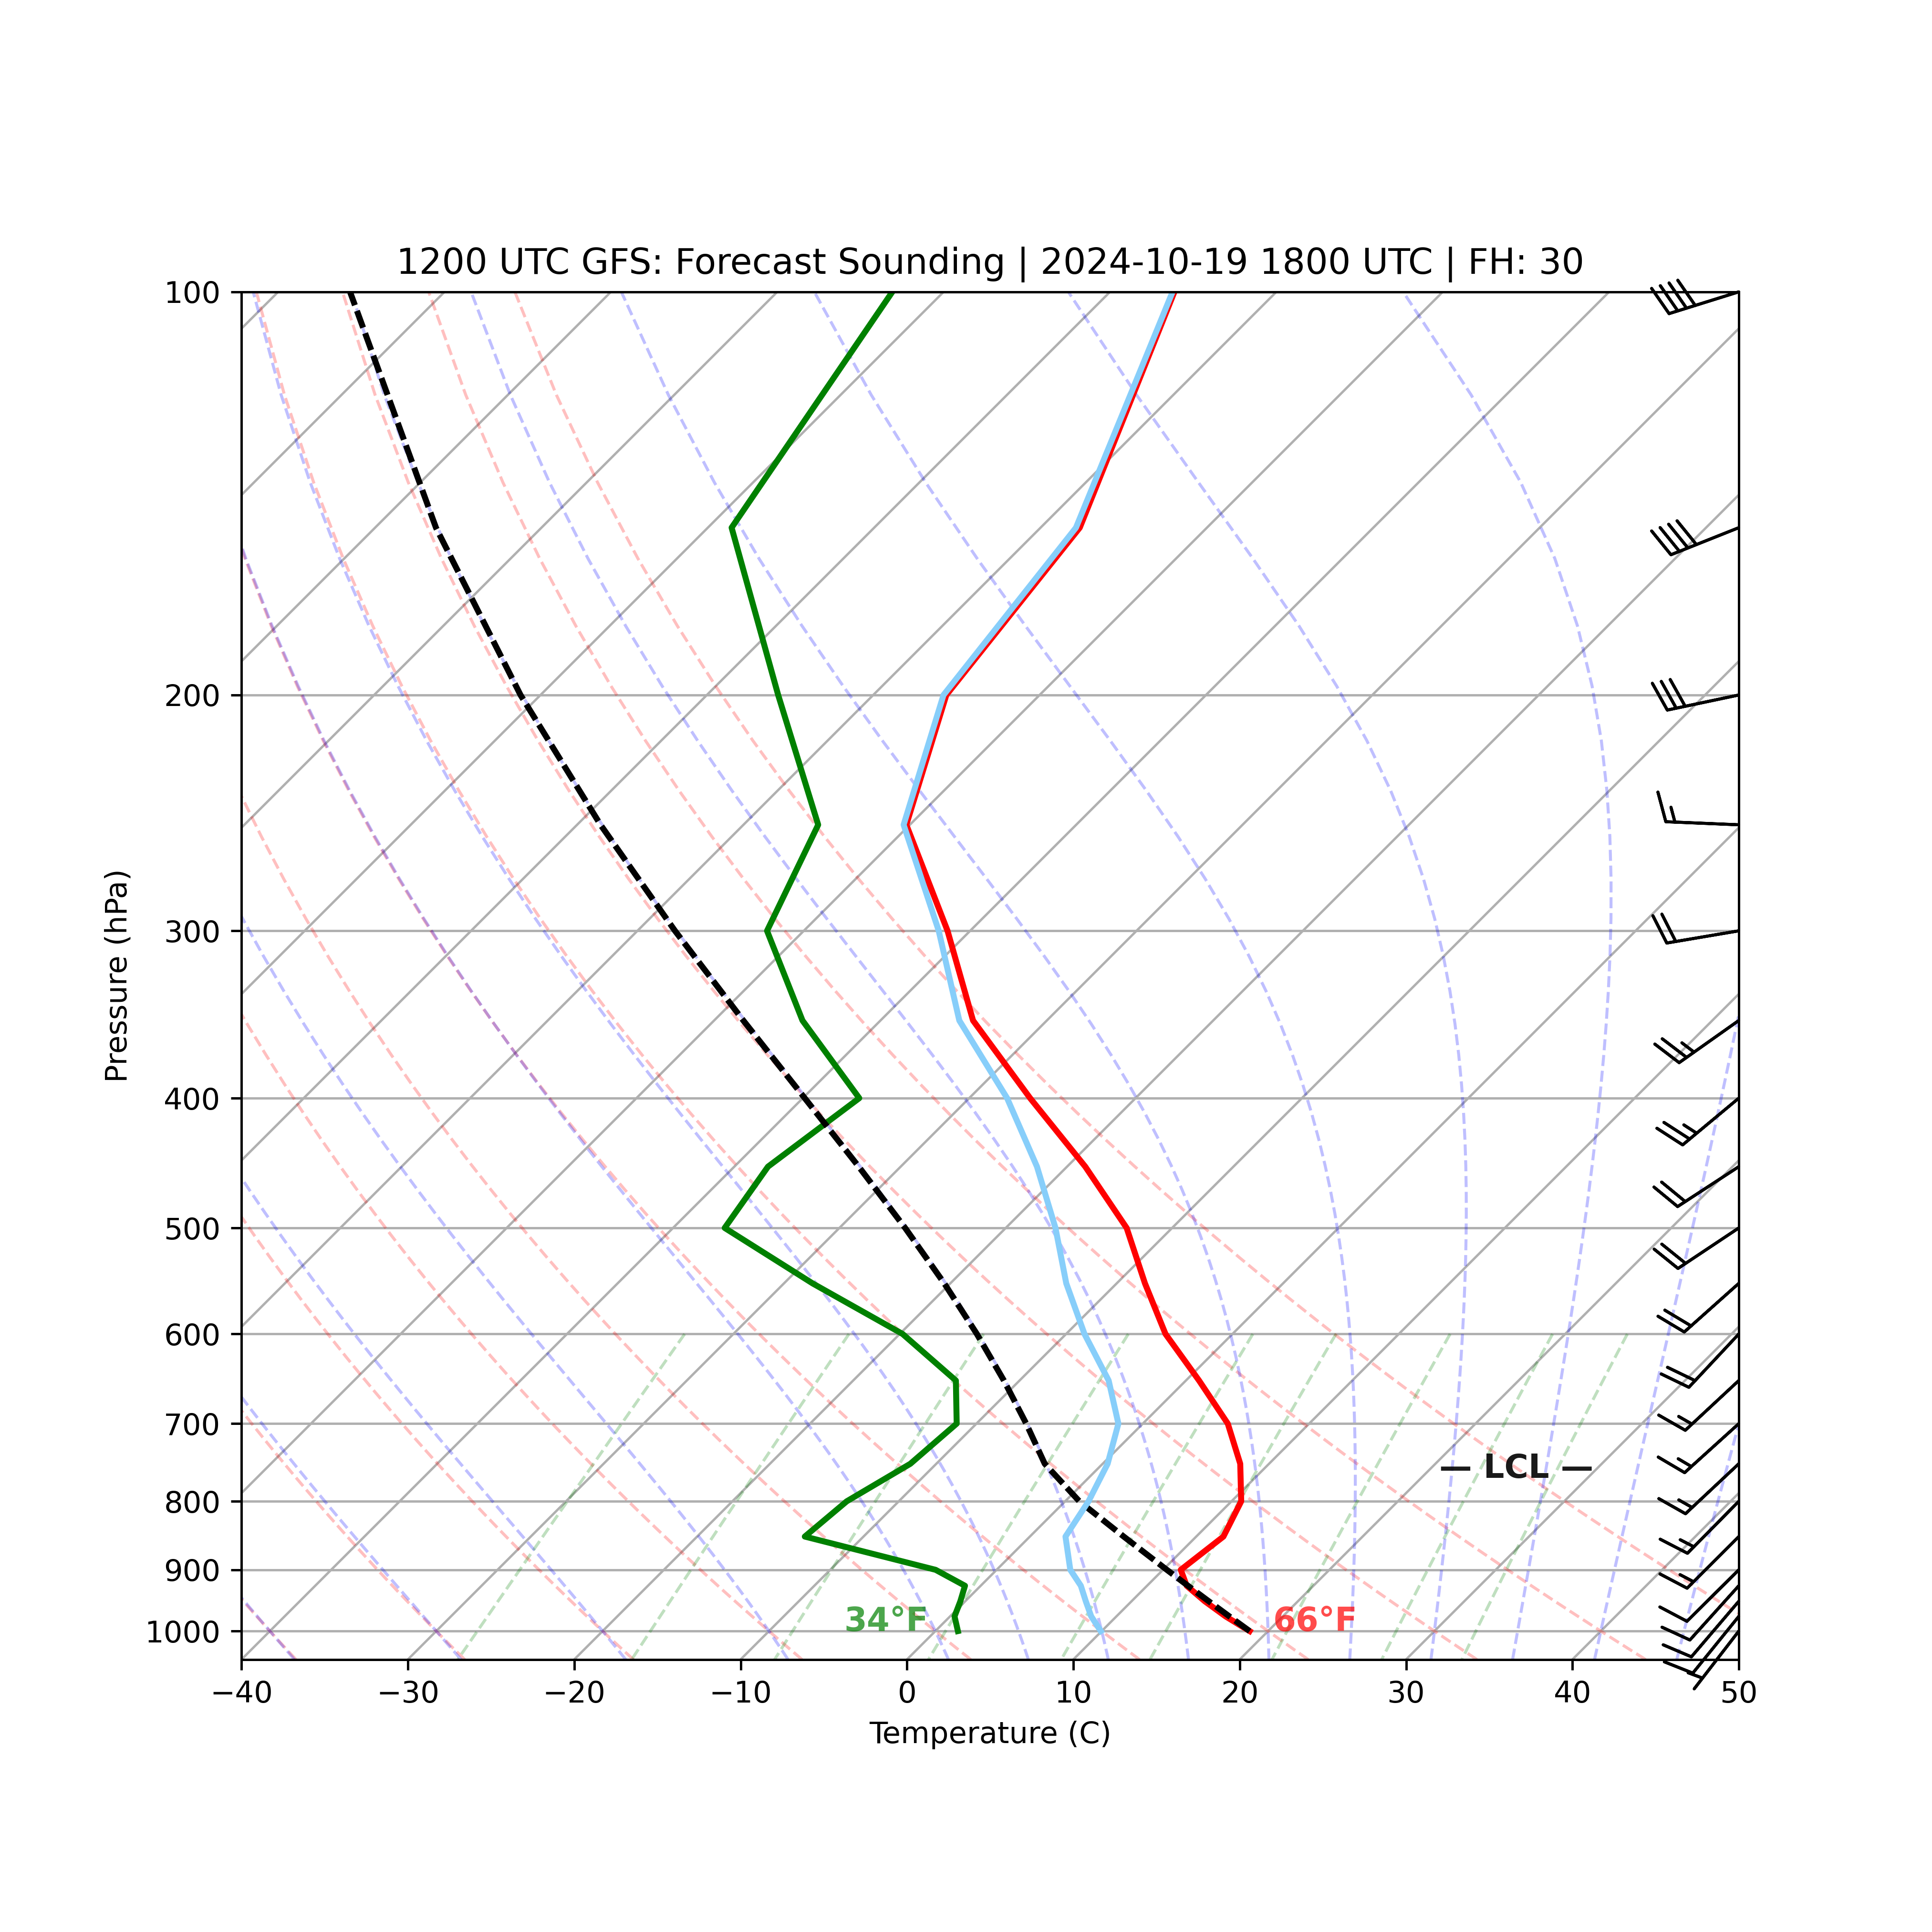 1200 UTC GFS: Forecast Sounding | 2024-10-19 1800 UTC | FH: 30
100
200
300
400
500
600
700
800
900
1000
Pressure (hPa)
— LCL —
34°F
66°F
−40 −30 −20 −10 0 10 20 30 40 50
Temperature (C)